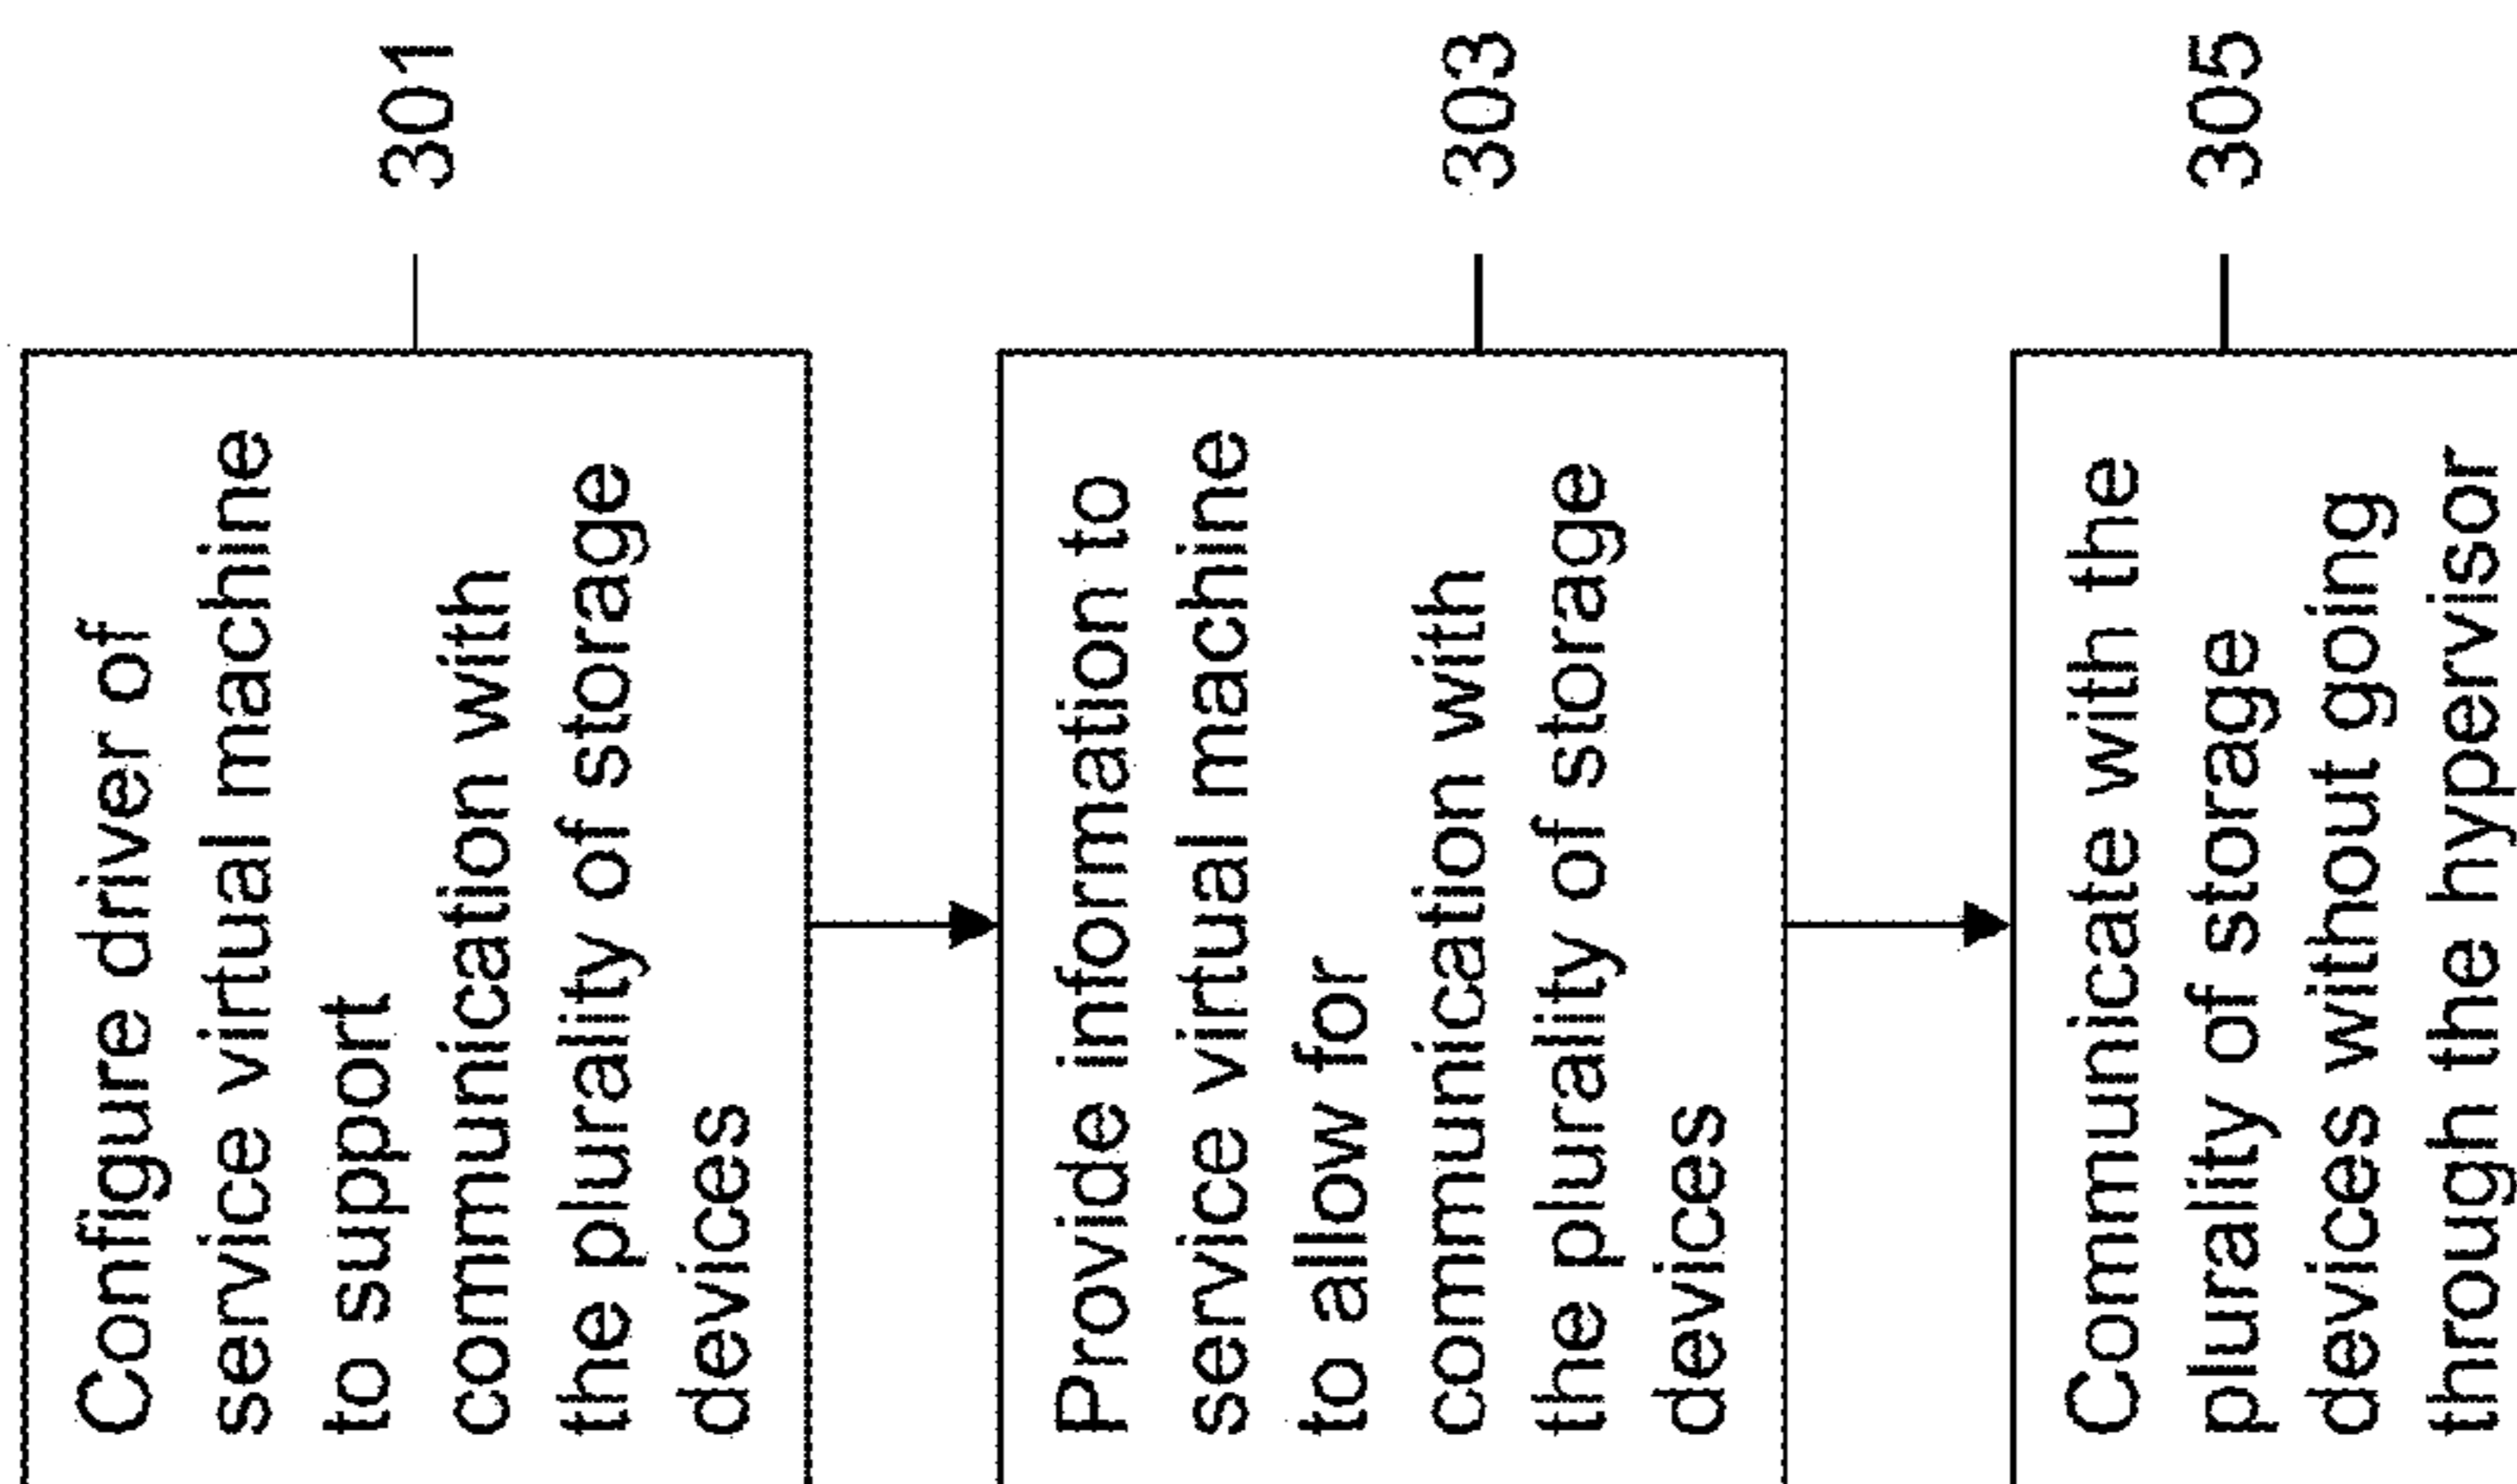 Configure driver of
service virtual machine
to support
communication with
the plurality of storage
devices
301
Provide information to
service virtual machine
to allow for
communication with
the plurality of storage
devices
303
Communicate with the
plurality of storage
devices without going
through the hypervisor
305